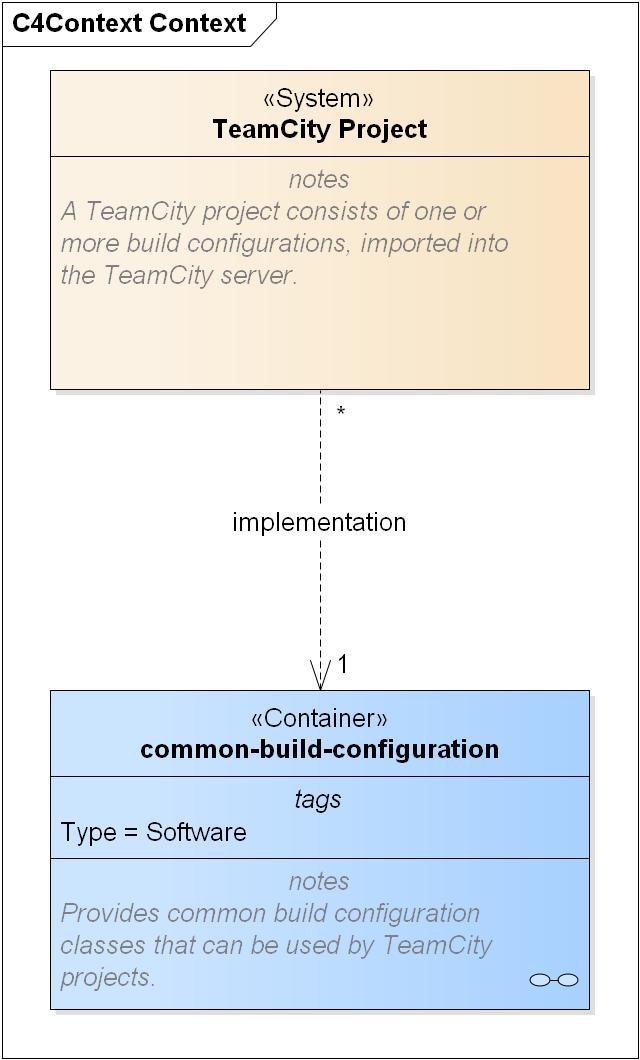 C4Context Context
«System»
TeamCity Project
notes
A TeamCity project consists of one or
more build configurations, imported into
the TeamCity server.
*
implementation
1
«Container»
common-build-configuration
tags
Type = Software
notes
Provides common build configuration
classes that can be used by TeamCity
projects.